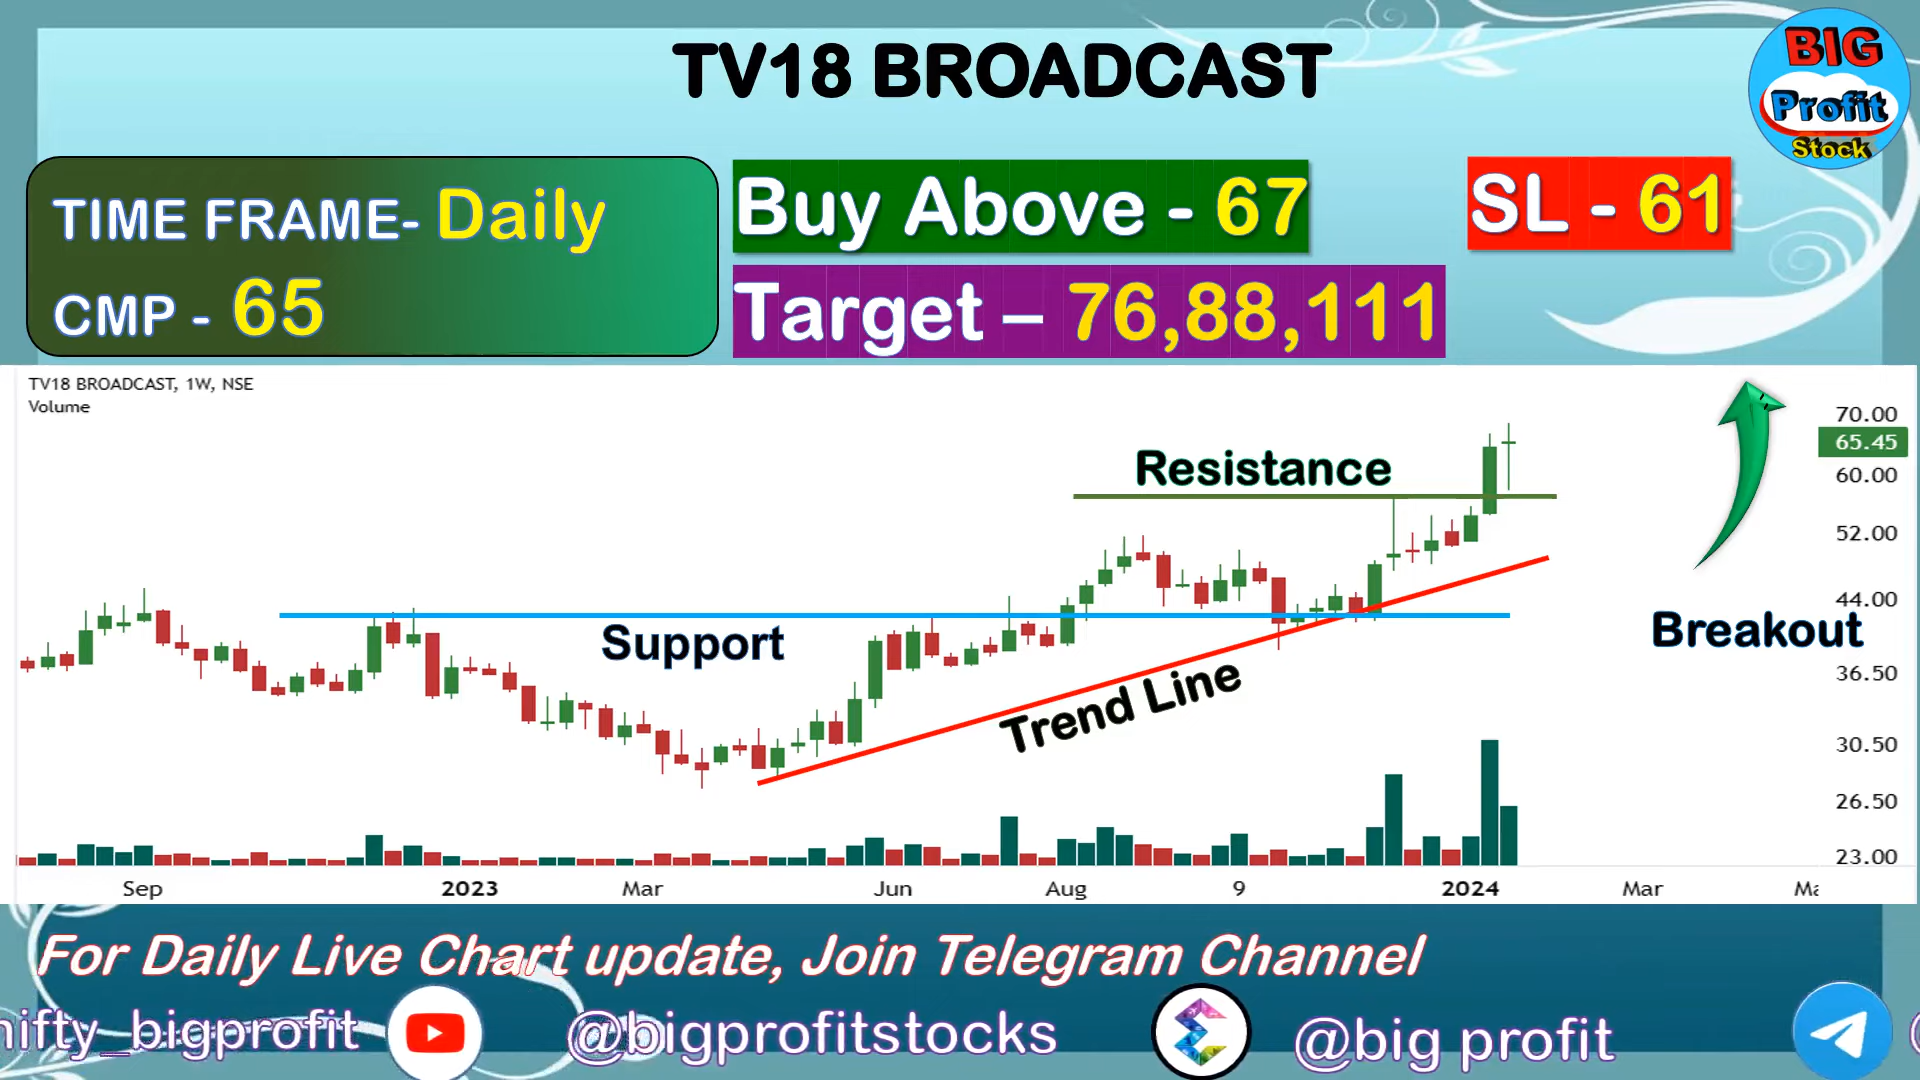 TV18 BROADCAST
BIG
Profit
Stock
TIME FRAME- Daily
CMP - 65
Buy Above - 67
SL - 61
Target – 76,88,111
TV18 BROADCAST, 1W, NSE
Volume
70.00
65.45
60.00
52.00
44.00
36.50
30.50
26.50
23.00
Resistance
Support
Trend Line
Breakout
Sep
2023
Mar
Jun
Aug
9
2024
Mar
For Daily Live Chart update, Join Telegram Channel
nifty_bigprofit
@bigprofitstocks
@big profit